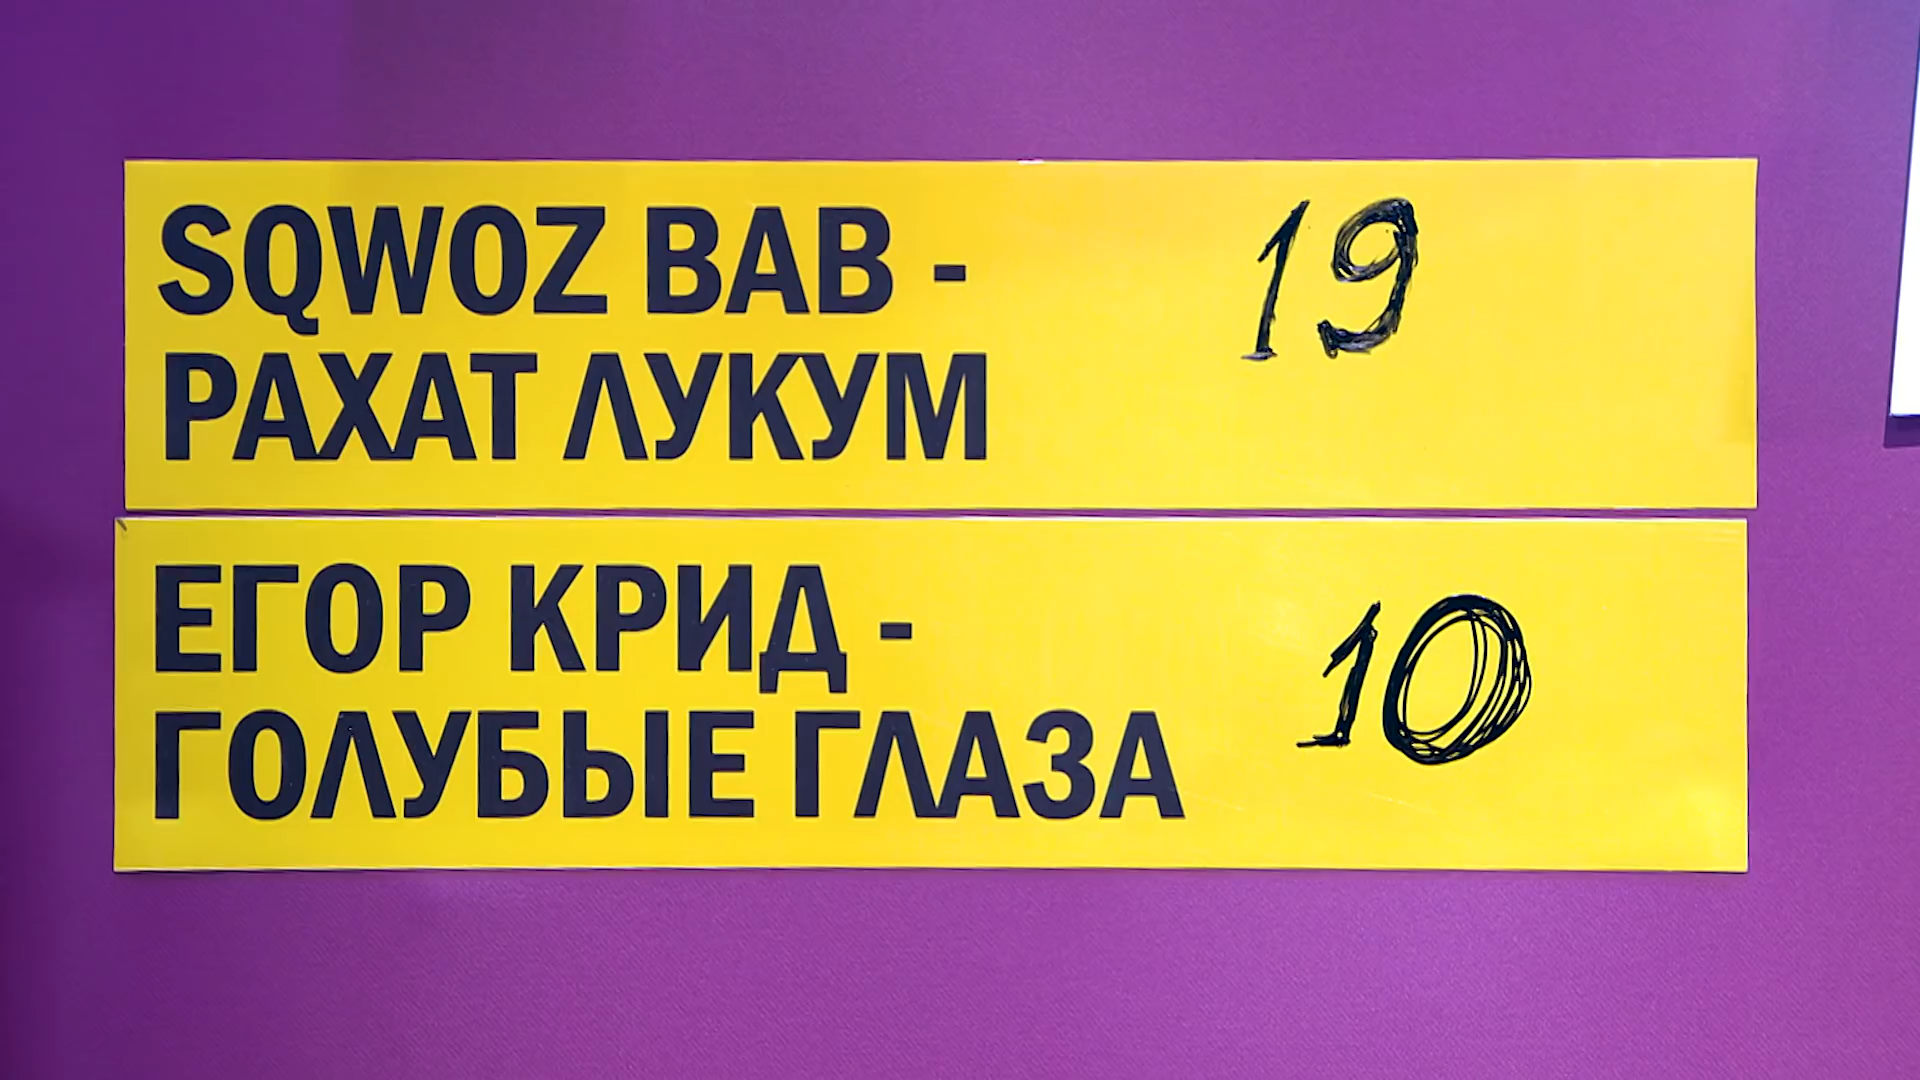 SQWOZ BAB - 19
РАХАТ ЛУКУМ
ЕГОР КРИД - 10
ГОЛУБЫЕ ГЛАЗА